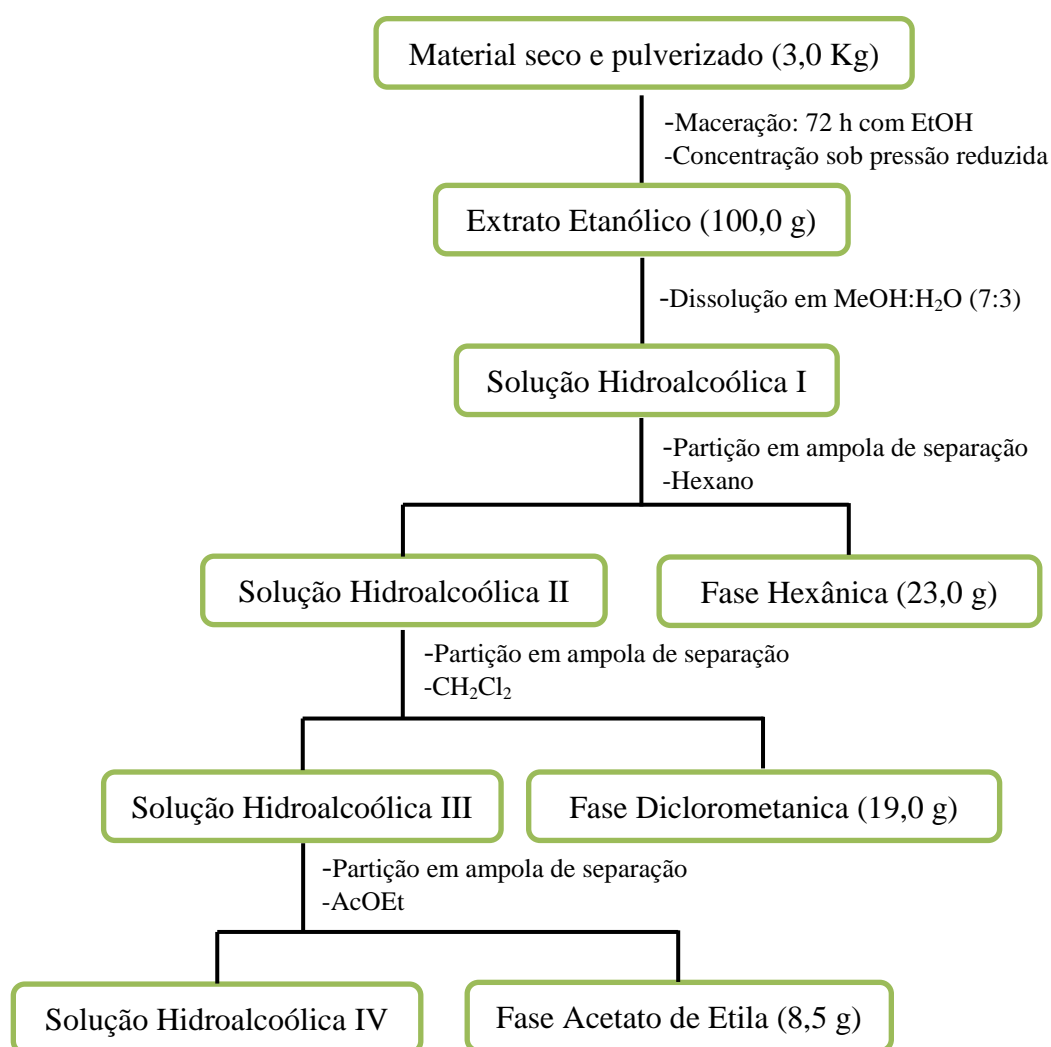 Material seco e pulverizado (3,0 Kg)
-Maceração: 72 h com EtOH
-Concentração sob pressão reduzida
Extrato Etanólico (100,0 g)
-Dissolução em MeOH:H₂O (7:3)
Solução Hidroalcoólica I
-Partição em ampola de separação
-Hexano
Solução Hidroalcoólica II
Fase Hexânica (23,0 g)
-Partição em ampola de separação
-CH₂Cl₂
Solução Hidroalcoólica III
Fase Diclorometanica (19,0 g)
-Partição em ampola de separação
-AcOEt
Solução Hidroalcoólica IV
Fase Acetato de Etila (8,5 g)